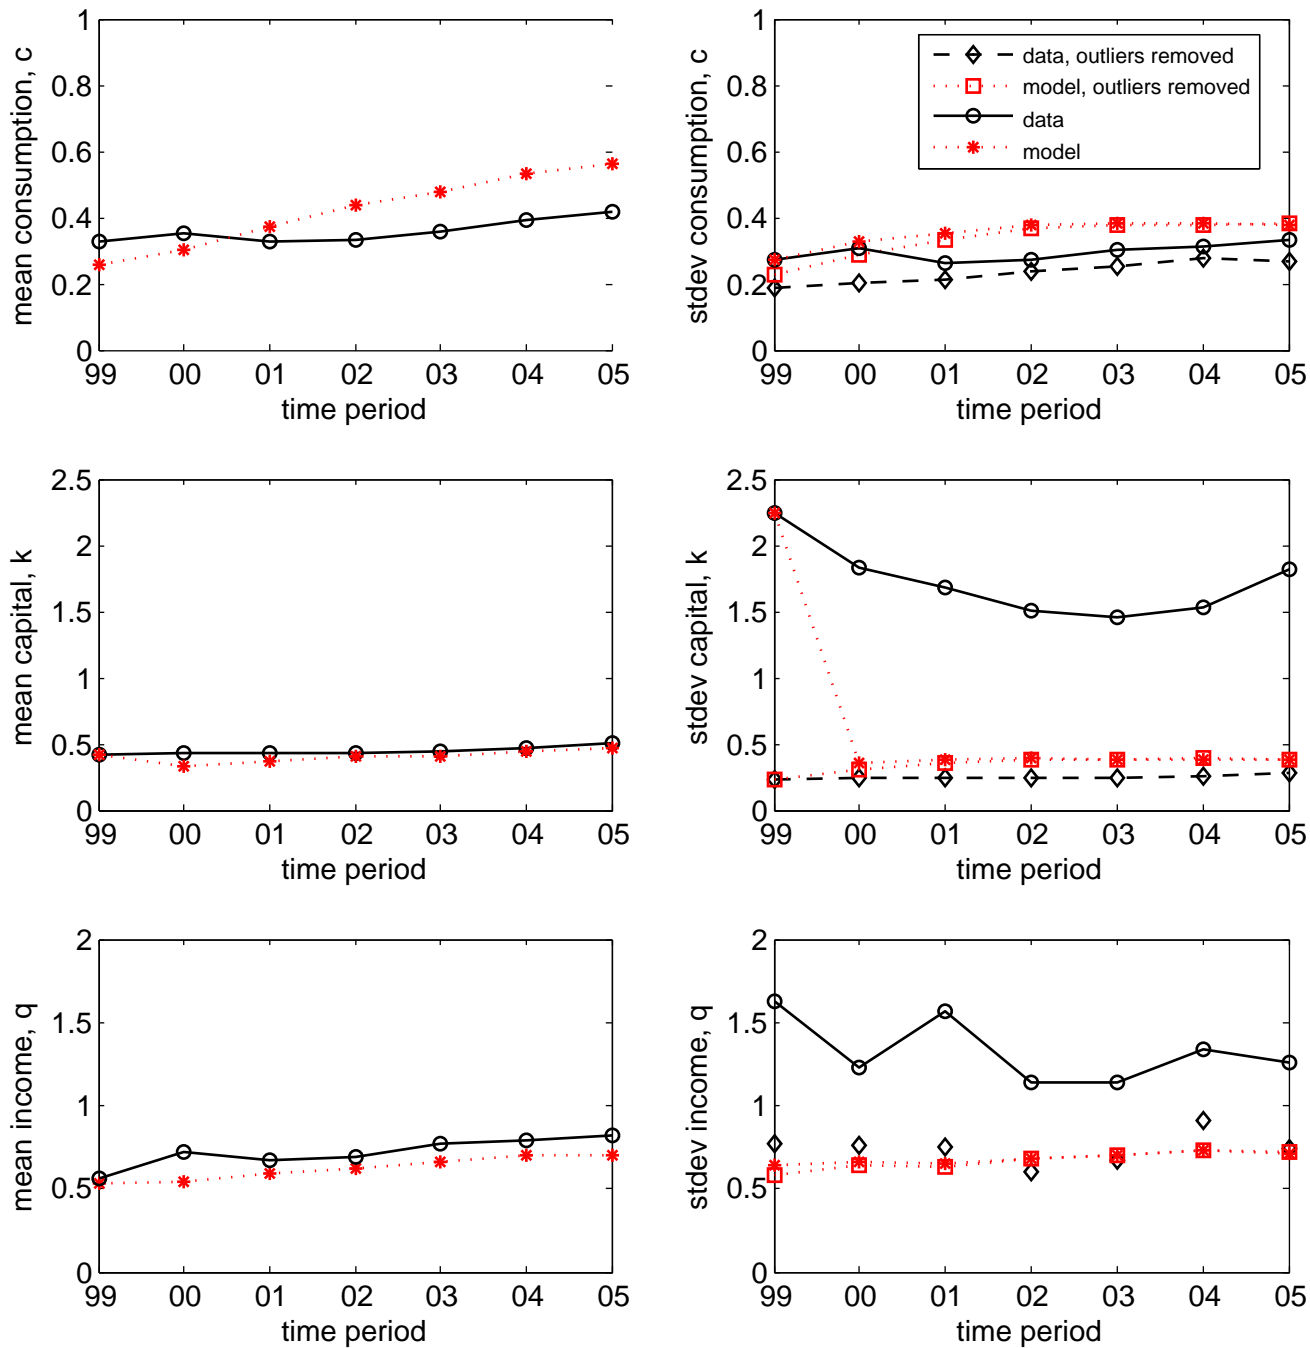 1
0.8
0.6
0.4
0.2
0
mean consumption, c
99 00 01 02 03 04 05
time period
1
0.8
0.6
0.4
0.2
0
stdev consumption, c
data, outliers removed
model, outliers removed
data
model
99 00 01 02 03 04 05
time period
2.5
2
1.5
1
0.5
0
mean capital, k
99 00 01 02 03 04 05
time period
2.5
2
1.5
1
0.5
0
stdev capital, k
99 00 01 02 03 04 05
time period
2
1.5
1
0.5
0
mean income, q
99 00 01 02 03 04 05
time period
2
1.5
1
0.5
0
stdev income, q
99 00 01 02 03 04 05
time period